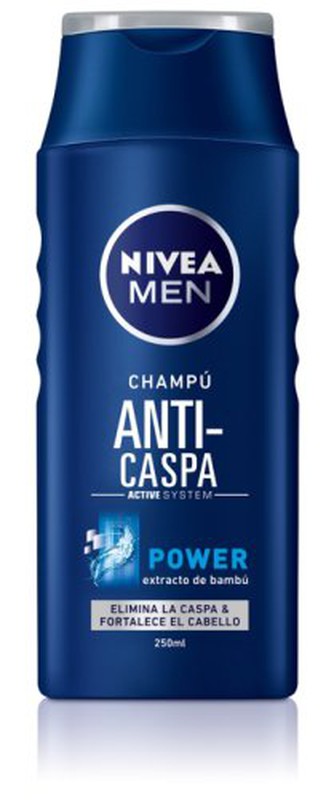 NIVEA
MEN
CHAMPÚ
ANTI-
CASPA
ACTIVE SYSTEM
POWER
extracto de bambú
ELIMINA LA CASPA &
FORTALECE EL CABELLO
250ml